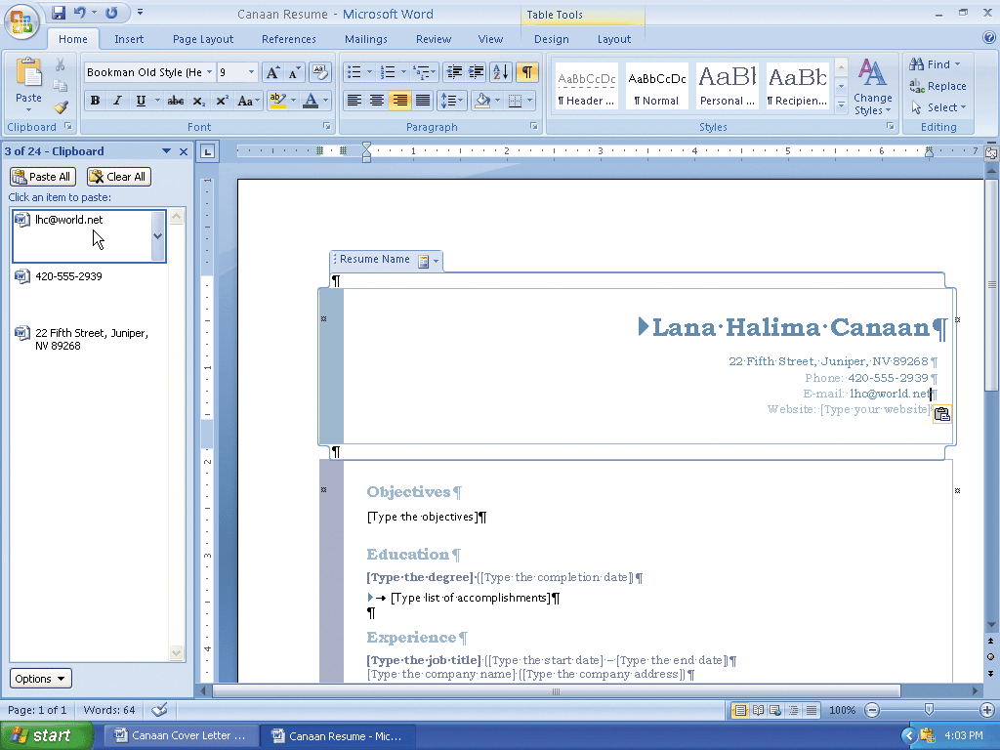 Canaan Resume - Microsoft Word
Table Tools
Home Insert Page Layout References Mailings Review View Design Layout
Paste
Bookman Old Style (He 9
B I U abc x₂ x² Aa
AaBbCcDc AaBbCcDc AaBl AaBb
¶ Header ... ¶ Normal Personal ... ¶ Recipien...
Change Styles
Find
Replace
Select
Clipboard Font Paragraph Styles Editing
3 of 24 - Clipboard
Paste All Clear All
Click an item to paste:
lhc@world.net
420-555-2939
22 Fifth Street, Juniper,
NV 89268
Options
L
1 2 3 4 5 6 7
1
2
3
4
Resume Name
¶
Lana·Halima·Canaan¶
22·Fifth·Street,·Juniper,·NV·89268¶
Phone:·420-555-2939¶
E-mail:·lhc@world.net¶
Website:·[Type·your·website]
¶
Objectives¶
[Type·the·objectives]¶
Education¶
[Type·the·degree]·([Type·the·completion·date])¶
→[Type·list·of·accomplishments]¶
¶
Experience¶
[Type·the·job·title]·([Type·the·start·date]·–·[Type·the·end·date])¶
[Type·the·company·name]·([Type·the·company·address])¶
Page: 1 of 1 Words: 64 100%
start Canaan Cover Letter ... Canaan Resume - Mic... 4:03 PM